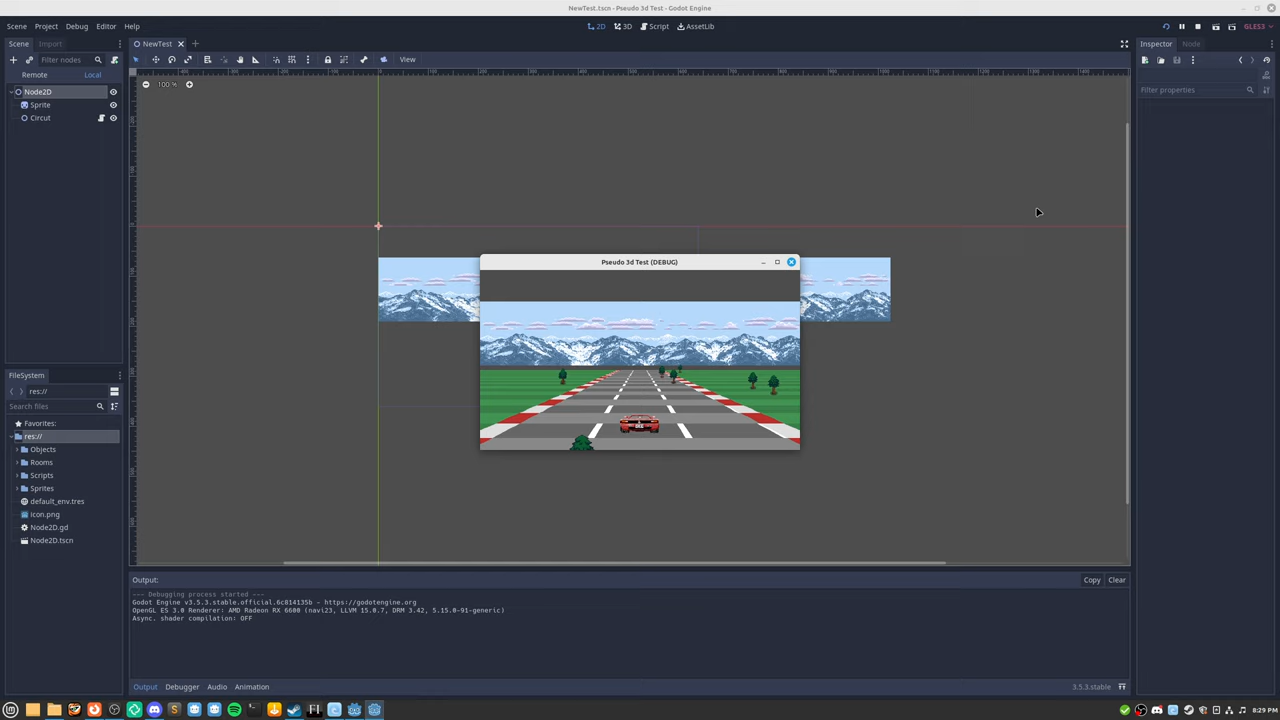 NewTest.tscn - Pseudo 3d Test - Godot Engine
Scene Project Debug Editor Help
2D 3D Script AssetLib
GLES3
Scene Import
NewTest
Inspector Node
Filter nodes
View
Remote Local
100 %
Filter properties
Node2D
Sprite
Circut
Pseudo 3d Test (DEBUG)
FileSystem
res://
Search files
Favorites:
res://
Objects
Rooms
Scripts
Sprites
default_env.tres
icon.png
Node2D.gd
Node2D.tscn
Output:
Copy Clear
--- Debugging process started ---
Godot Engine v3.5.3.stable.official.6c814135b - https://godotengine.org
OpenGL ES 3.0 Renderer: AMD Radeon RX 6600 (navi23, LLVM 15.0.7, DRM 3.42, 5.15.0-91-generic)
Async. shader compilation: OFF
Output Debugger Audio Animation
3.5.3.stable
8:29 PM